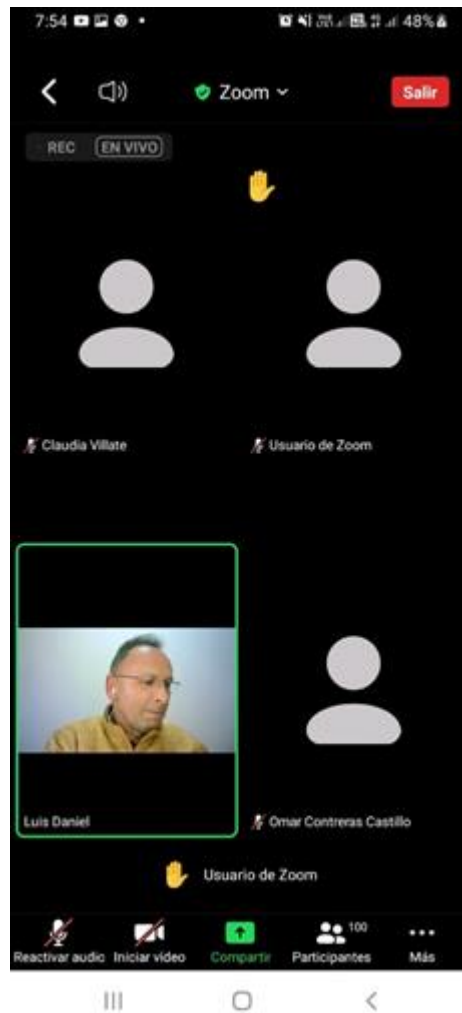 7:54 48%
Zoom Salir
REC EN VIVO
Claudia Villate Usuario de Zoom
Luis Daniel Omar Contreras Castillo
Usuario de Zoom
100
Reactivar audio Iniciar video Compartir Participantes Más